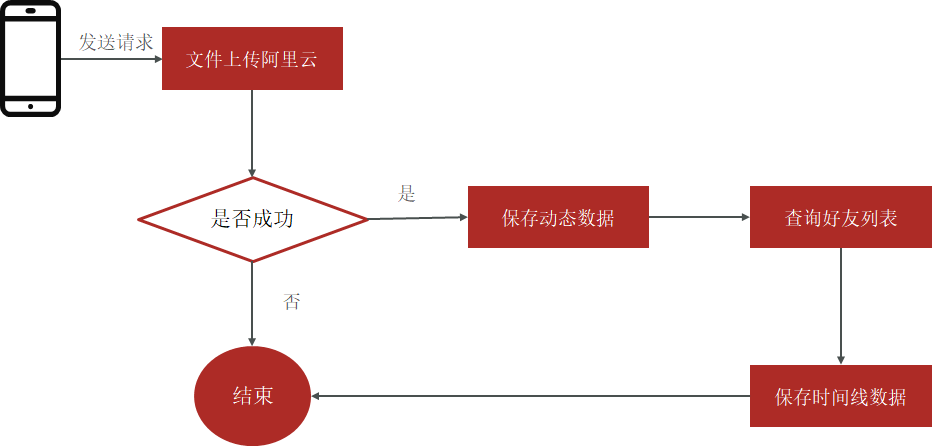 发送请求
文件上传阿里云
是否成功
是
保存动态数据
查询好友列表
否
结束
保存时间线数据